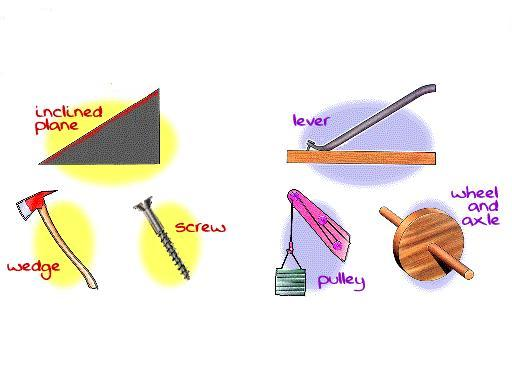 inclined
plane
lever
wedge
screw
pulley
wheel
and
axle